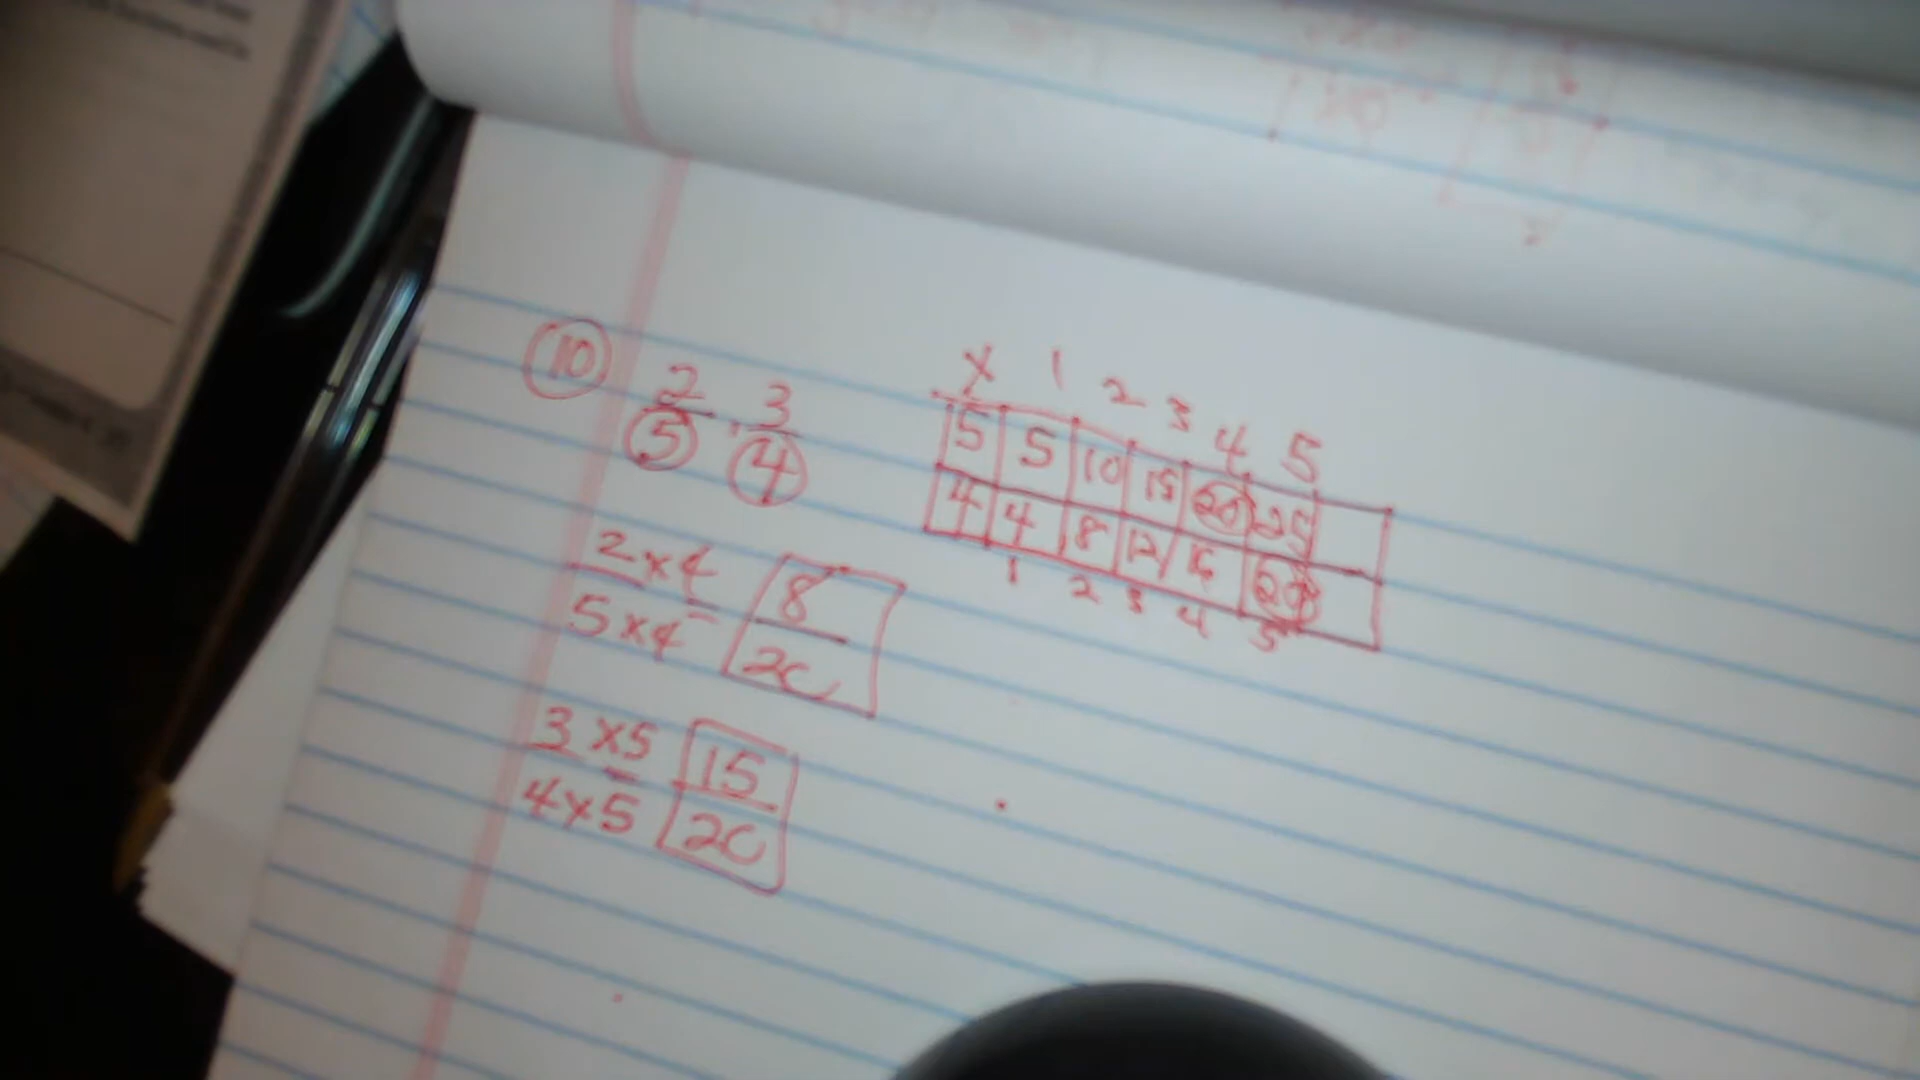 10
2/5 , 3/4
X 1 2 3 4 5
5 5 10 15 20 25
4 4 8 12 16 20
1 2 3 4 5
2x4 / 5x4 = 8/20
3x5 / 4x5 = 15/20